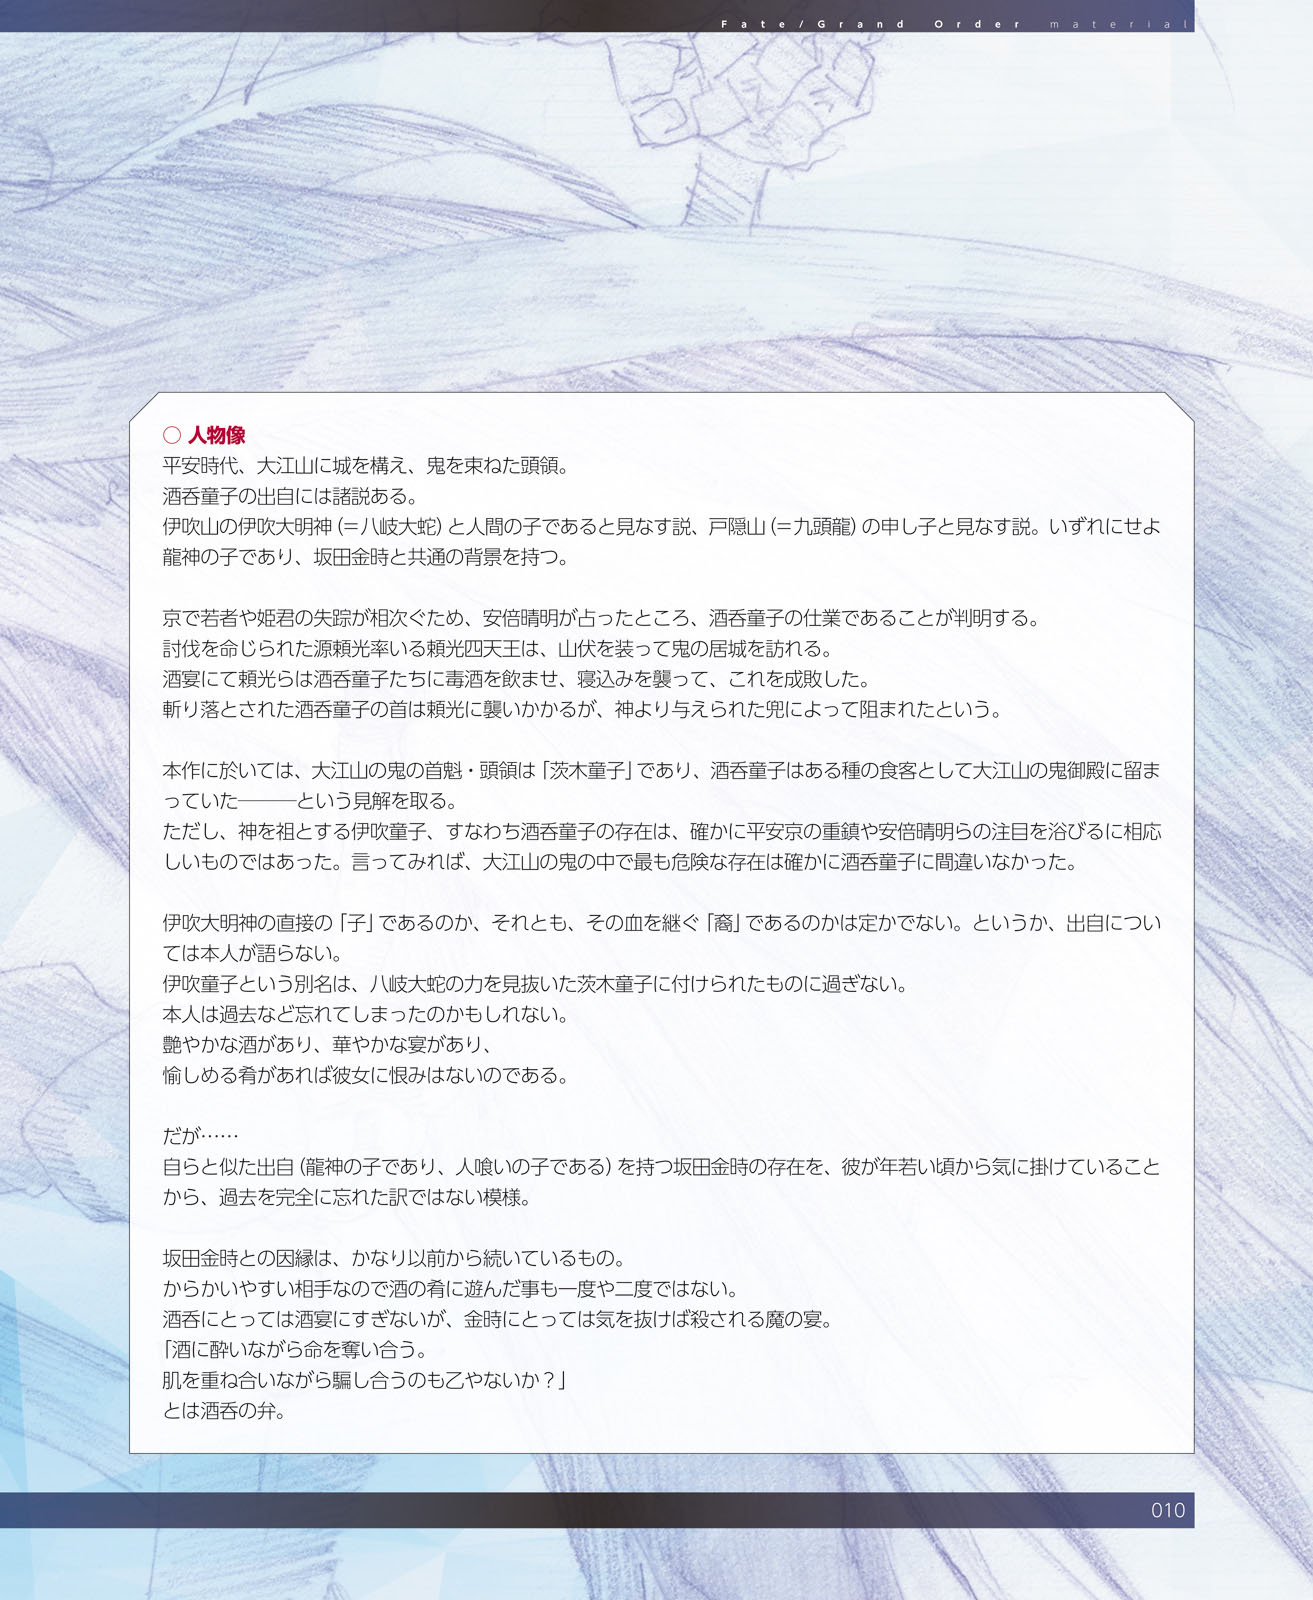 Fate/Grand Order material
○ 人物像
平安時代、大江山に城を構え、鬼を束ねた頭領。
酒呑童子の出自には諸説ある。
伊吹山の伊吹大明神（＝八岐大蛇）と人間の子であると見なす説、戸隠山（＝九頭龍）の申し子と見なす説。いずれにせよ
龍神の子であり、坂田金時と共通の背景を持つ。
京で若者や姫君の失踪が相次ぐため、安倍晴明が占ったところ、酒呑童子の仕業であることが判明する。
討伐を命じられた源頼光率いる頼光四天王は、山伏を装って鬼の居城を訪れる。
酒宴にて頼光らは酒呑童子たちに毒酒を飲ませ、寝込みを襲って、これを成敗した。
斬り落とされた酒呑童子の首は頼光に襲いかかるが、神より与えられた兜によって阻まれたという。
本作に於いては、大江山の鬼の首魁・頭領は「茨木童子」であり、酒呑童子はある種の食客として大江山の鬼御殿に留ま
っていた―――という見解を取る。
ただし、神を祖とする伊吹童子、すなわち酒呑童子の存在は、確かに平安京の重鎮や安倍晴明らの注目を浴びるに相応
しいものではあった。言ってみれば、大江山の鬼の中で最も危険な存在は確かに酒呑童子に間違いなかった。
伊吹大明神の直接の「子」であるのか、それとも、その血を継ぐ「裔」であるのかは定かでない。というか、出自につい
ては本人が語らない。
伊吹童子という別名は、八岐大蛇の力を見抜いた茨木童子に付けられたものに過ぎない。
本人は過去など忘れてしまったのかもしれない。
艶やかな酒があり、華やかな宴があり、
愉しめる肴があれば彼女に恨みはないのである。
だが……
自らと似た出自（龍神の子であり、人喰いの子である）を持つ坂田金時の存在を、彼が年若い頃から気に掛けていること
から、過去を完全に忘れた訳ではない模様。
坂田金時との因縁は、かなり以前から続いているもの。
からかいやすい相手なので酒の肴に遊んだ事も一度や二度ではない。
酒呑にとっては酒宴にすぎないが、金時にとっては気を抜けば殺される魔の宴。
「酒に酔いながら命を奪い合う。
肌を重ね合いながら騙し合うのも乙やないか？」
とは酒呑の弁。
010